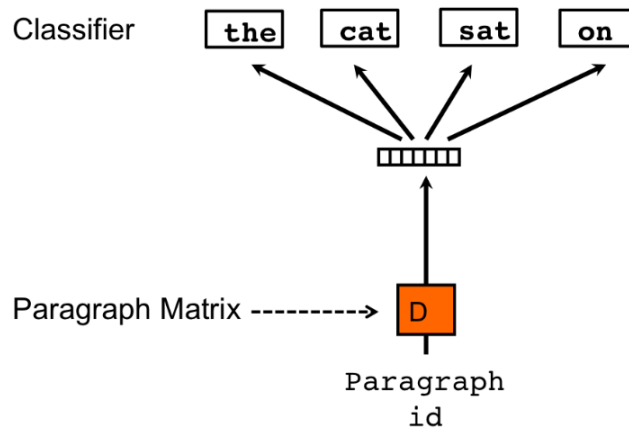 Classifier
the
cat
sat
on
Paragraph Matrix
D
Paragraph
id